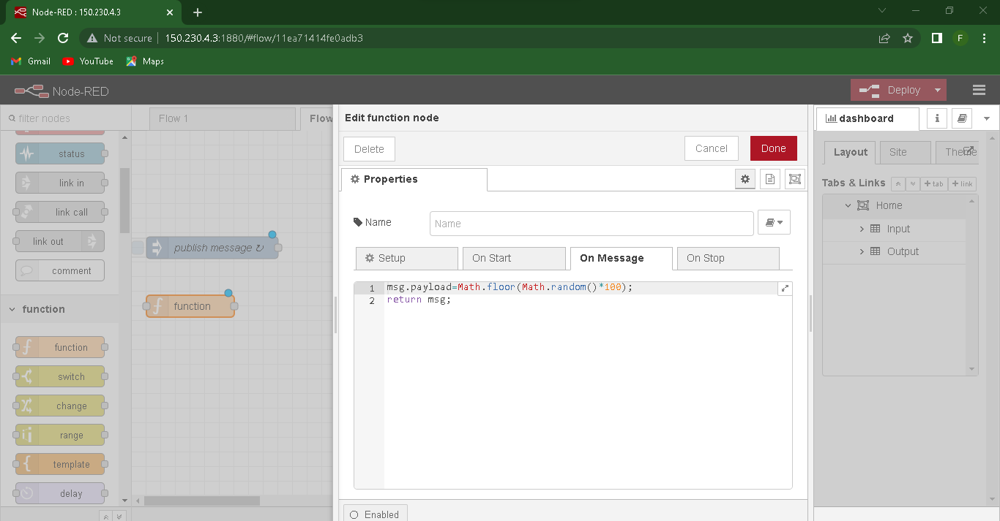 Node-RED : 150.230.4.3
Not secure 150.230.4.3:1880/#flow/11ea71414fe0adb3
F
Gmail YouTube Maps
Node-RED
Deploy
filter nodes
status
link in
link call
link out
comment
function
function
switch
change
range
template
delay
Flow 1
Flow
publish message ↻
function
Edit function node
Delete
Cancel
Done
Properties
Name
Name
Setup
On Start
On Message
On Stop
1 msg.payload=Math.floor(Math.random()*100);
2 return msg;
Enabled
dashboard
i
Layout
Site
Theme
Tabs & Links
+ tab
+ link
Home
Input
Output